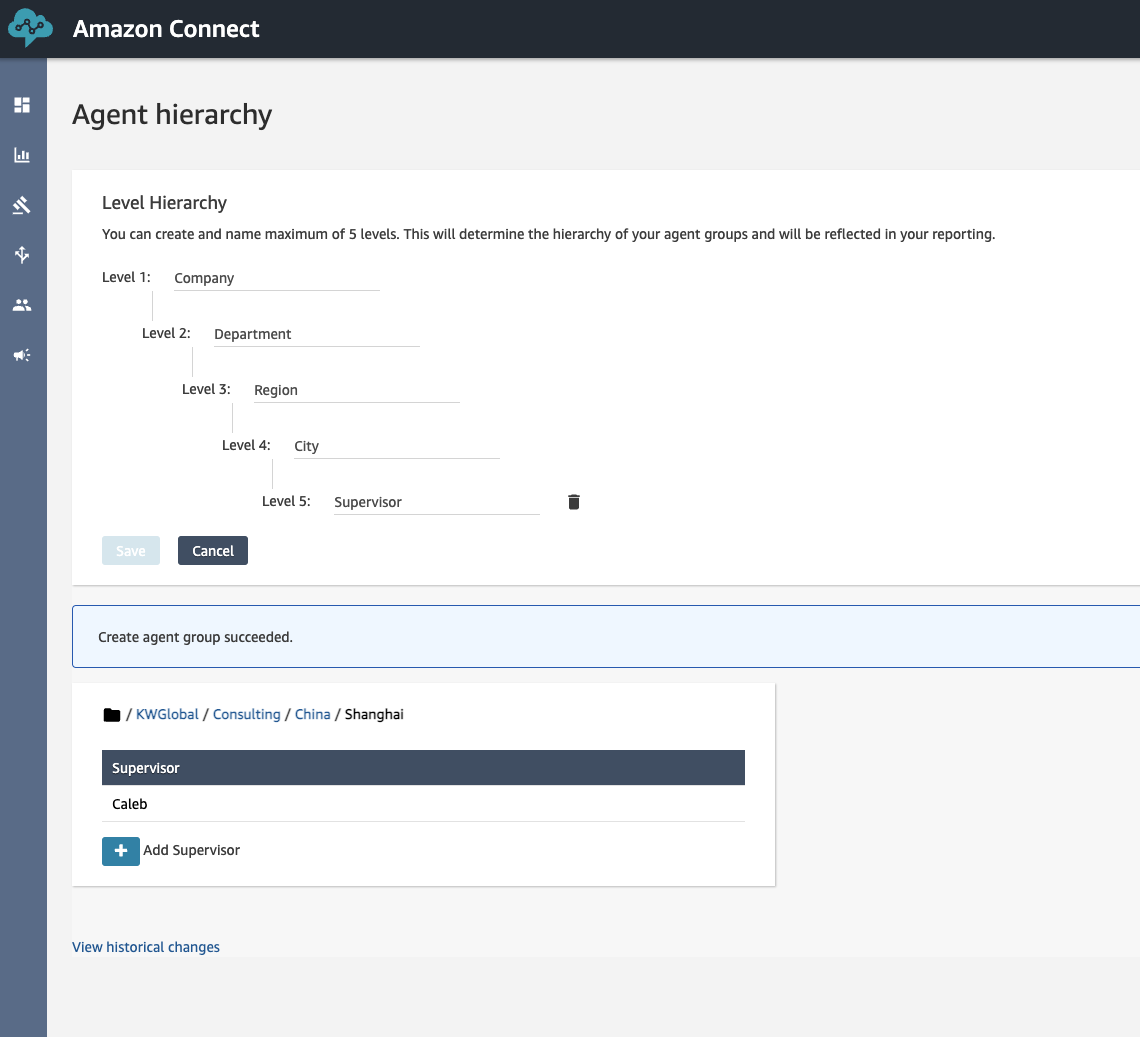 Amazon Connect
Agent hierarchy
Level Hierarchy
You can create and name maximum of 5 levels. This will determine the hierarchy of your agent groups and will be reflected in your reporting.
Level 1: Company
Level 2: Department
Level 3: Region
Level 4: City
Level 5: Supervisor
Save Cancel
Create agent group succeeded.
/ KWGlobal / Consulting / China / Shanghai
Supervisor
Caleb
+ Add Supervisor
View historical changes